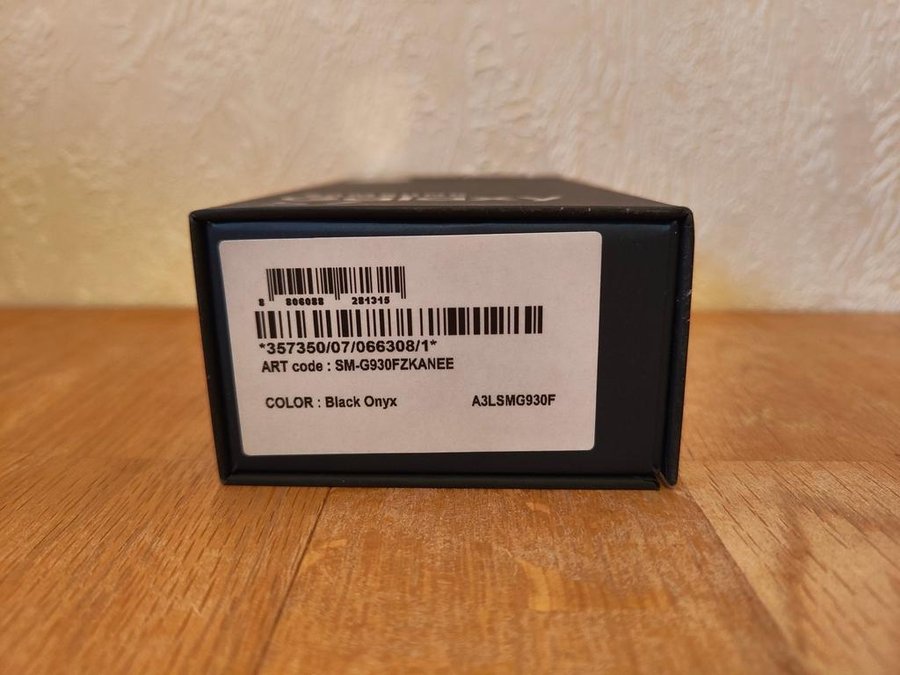 8 806088 281315
*357350/07/066308/1*
ART code : SM-G930FZKANEE
COLOR : Black Onyx A3LSMG930F